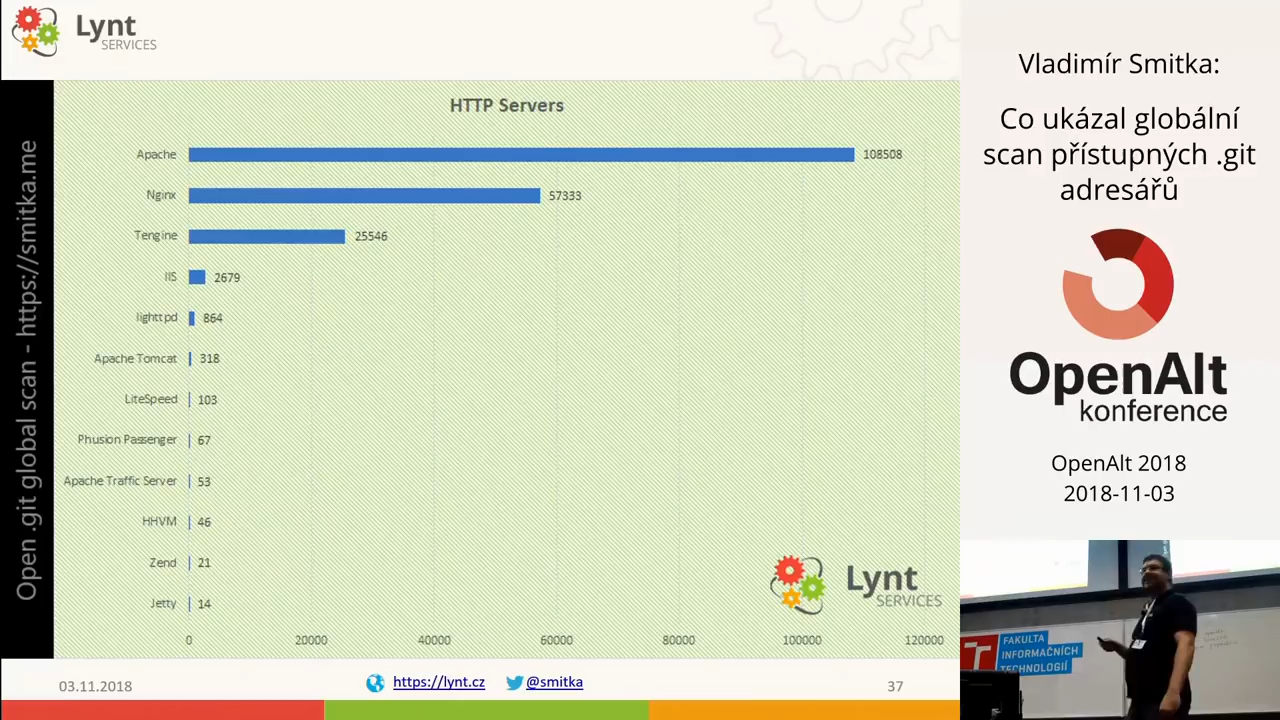 Lynt
SERVICES
Open .git global scan - https://smitka.me
HTTP Servers
Apache 108508
Nginx 57333
Tengine 25546
IIS 2679
lighttpd 864
Apache Tomcat 318
LiteSpeed 103
Phusion Passenger 67
Apache Traffic Server 53
HHVM 46
Zend 21
Jetty 14
0 20000 40000 60000 80000 100000 120000
Lynt
SERVICES
03.11.2018 https://lynt.cz @smitka 37
Vladimír Smitka:
Co ukázal globální
scan přístupných .git
adresářů
OpenAlt
konference
OpenAlt 2018
2018-11-03
FAKULTA
INFORMAČNÍCH
TECHNOLOGIÍ